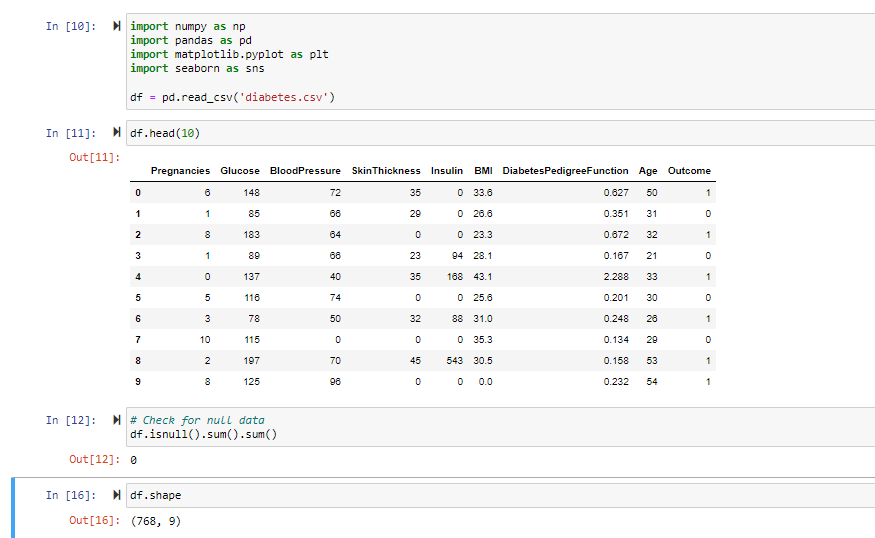 In [10]: import numpy as np
import pandas as pd
import matplotlib.pyplot as plt
import seaborn as sns
df = pd.read_csv('diabetes.csv')
In [11]: df.head(10)
Out[11]:
Pregnancies Glucose BloodPressure SkinThickness Insulin BMI DiabetesPedigreeFunction Age Outcome
0 6 148 72 35 0 33.6 0.627 50 1
1 1 85 66 29 0 26.6 0.351 31 0
2 8 183 64 0 0 23.3 0.672 32 1
3 1 89 66 23 94 28.1 0.167 21 0
4 0 137 40 35 168 43.1 2.288 33 1
5 5 116 74 0 0 25.6 0.201 30 0
6 3 78 50 32 88 31.0 0.248 26 1
7 10 115 0 0 0 35.3 0.134 29 0
8 2 197 70 45 543 30.5 0.158 53 1
9 8 125 96 0 0 0.0 0.232 54 1
In [12]: # Check for null data
df.isnull().sum().sum()
Out[12]: 0
In [16]: df.shape
Out[16]: (768, 9)